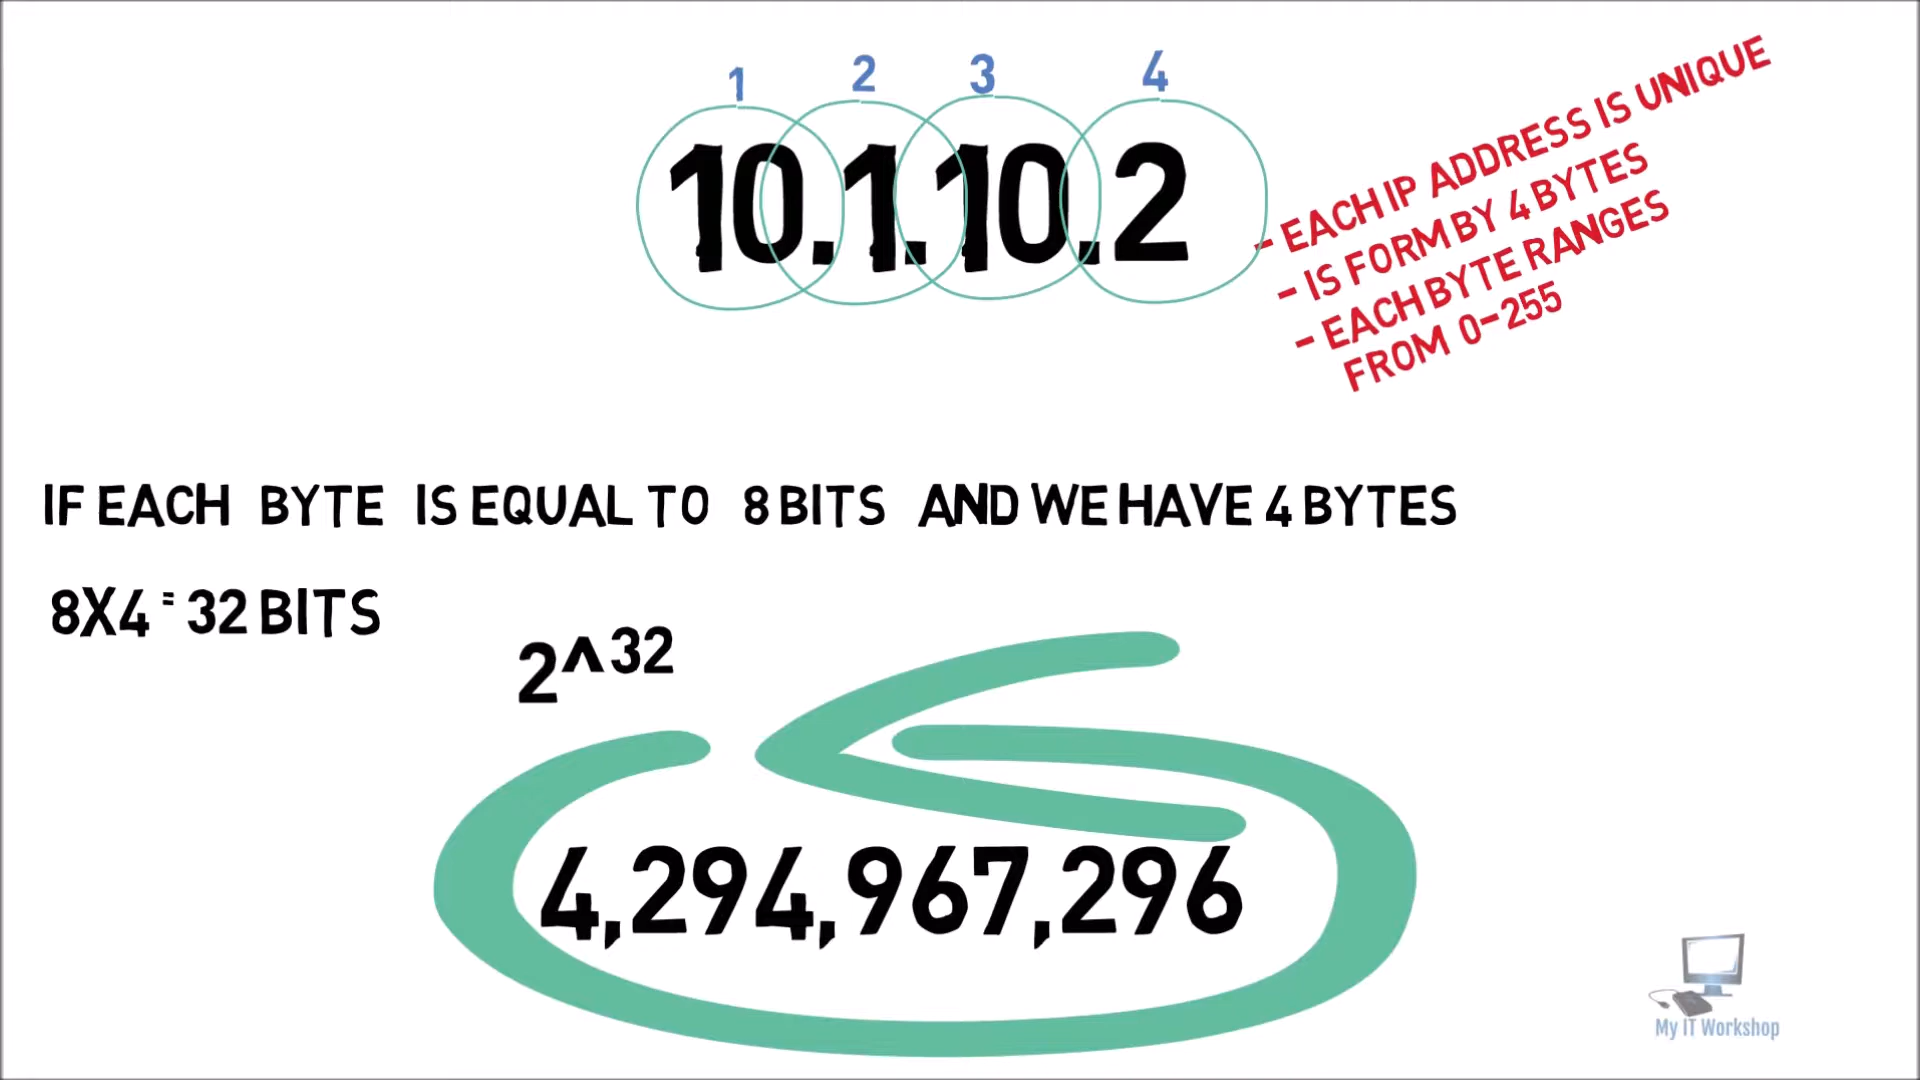 1 2 3 4
10.1.10.2
- EACH IP ADDRESS IS UNIQUE
- IS FORM BY 4 BYTES
- EACH BYTE RANGES
FROM 0-255
IF EACH BYTE IS EQUAL TO 8 BITS AND WE HAVE 4 BYTES
8X4 = 32 BITS
2^32
4,294,967,296
My IT Workshop